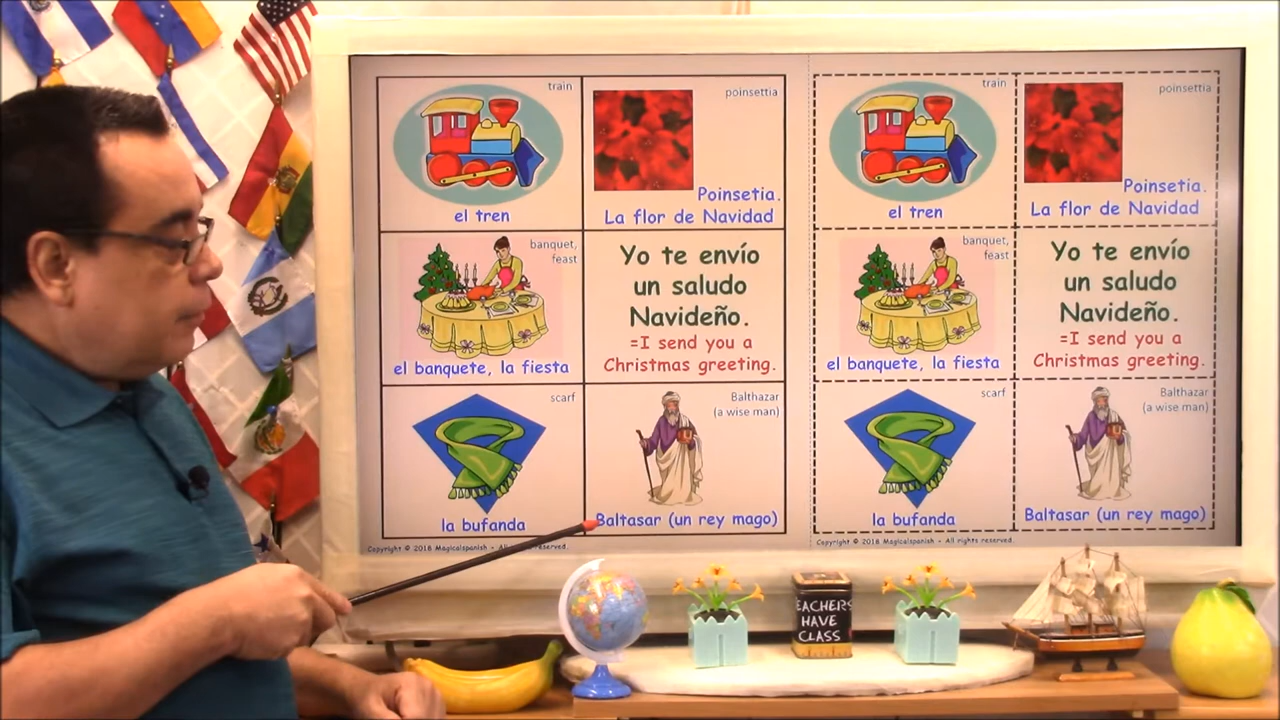 train
el tren
poinsettia
Poinsetia.
La flor de Navidad
banquet,
feast
el banquete, la fiesta
Yo te envío
un saludo
Navideño.
=I send you a
Christmas greeting.
scarf
la bufanda
Balthazar
(a wise man)
Baltasar (un rey mago)
Copyright © 2018 Magicalspanish - All rights reserved.
train
el tren
poinsettia
Poinsetia.
La flor de Navidad
banquet,
feast
el banquete, la fiesta
Yo te envío
un saludo
Navideño.
=I send you a
Christmas greeting.
scarf
la bufanda
Balthazar
(a wise man)
Baltasar (un rey mago)
Copyright © 2018 Magicalspanish - All rights reserved.
EACHERS
HAVE
CLASS